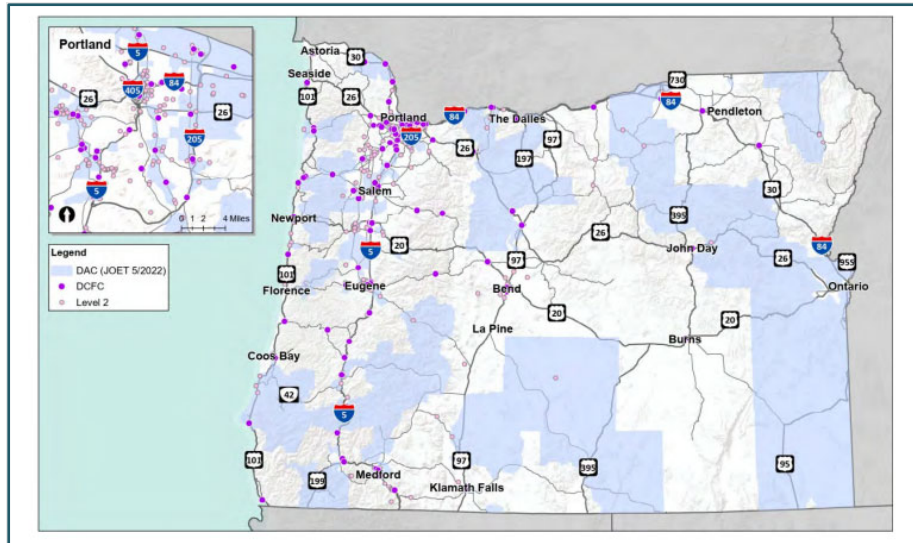 Portland
5
84
405
26
26
205
5
0 1 2 4 Miles
Legend
DAC (JOET 5/2022)
DCFC
Level 2
Astoria
30
Seaside
101
26
Portland
84
205
The Dalles
26
197
97
730
84
Pendleton
30
Salem
Newport
5
20
101
Florence
Eugene
97
Bend
26
395
John Day
84
26
955
Ontario
20
20
La Pine
Burns
Coos Bay
42
5
101
199
Medford
97
Klamath Falls
395
95